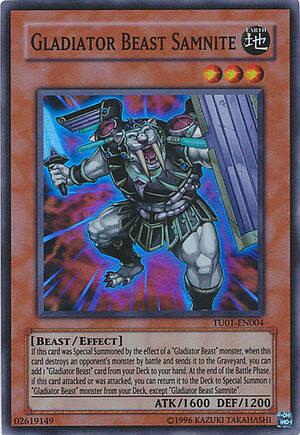 GLADIATOR BEAST SAMNITE
EARTH
地
TU01-EN004
[BEAST/EFFECT]
If this card was Special Summoned by the effect of a "Gladiator Beast" monster, when this
card destroys an opponent's monster by battle and sends it to the Graveyard, you can
add 1 "Gladiator Beast" card from your Deck to your hand. At the end of the Battle Phase,
if this card attacked or was attacked, you can return it to the Deck to Special Summon 1
"Gladiator Beast" monster from your Deck, except "Gladiator Beast Samnite".
ATK/1600 DEF/1200
02619149
©1996 KAZUKI TAKAHASHI